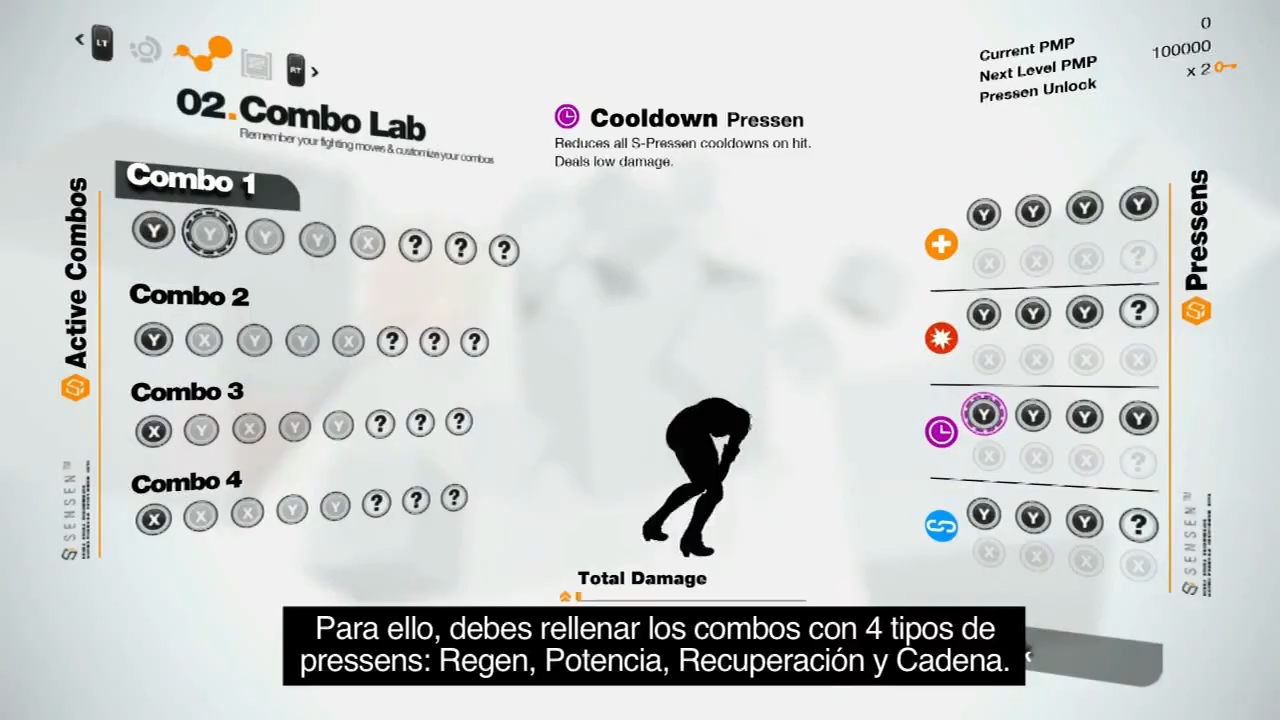 LT
RT
02.Combo Lab
Remember your fighting moves & customize your combos
Current PMP 0
Next Level PMP 100000
Pressen Unlock x 2
Cooldown Pressen
Reduces all S-Pressen cooldowns on hit.
Deals low damage.
Active Combos
Combo 1
Y Y Y Y X ? ? ?
Combo 2
Y X Y Y X ? ? ?
Combo 3
X Y X Y Y ? ? ?
Combo 4
X X X Y Y ? ? ?
Pressens
Y Y Y Y
X X X ?
Y Y Y ?
X X X X
Y Y Y Y
X X X ?
Y Y Y ?
X X X X
SENSEN™
SENSEN™
Total Damage
Para ello, debes rellenar los combos con 4 tipos de
pressens: Regen, Potencia, Recuperación y Cadena.